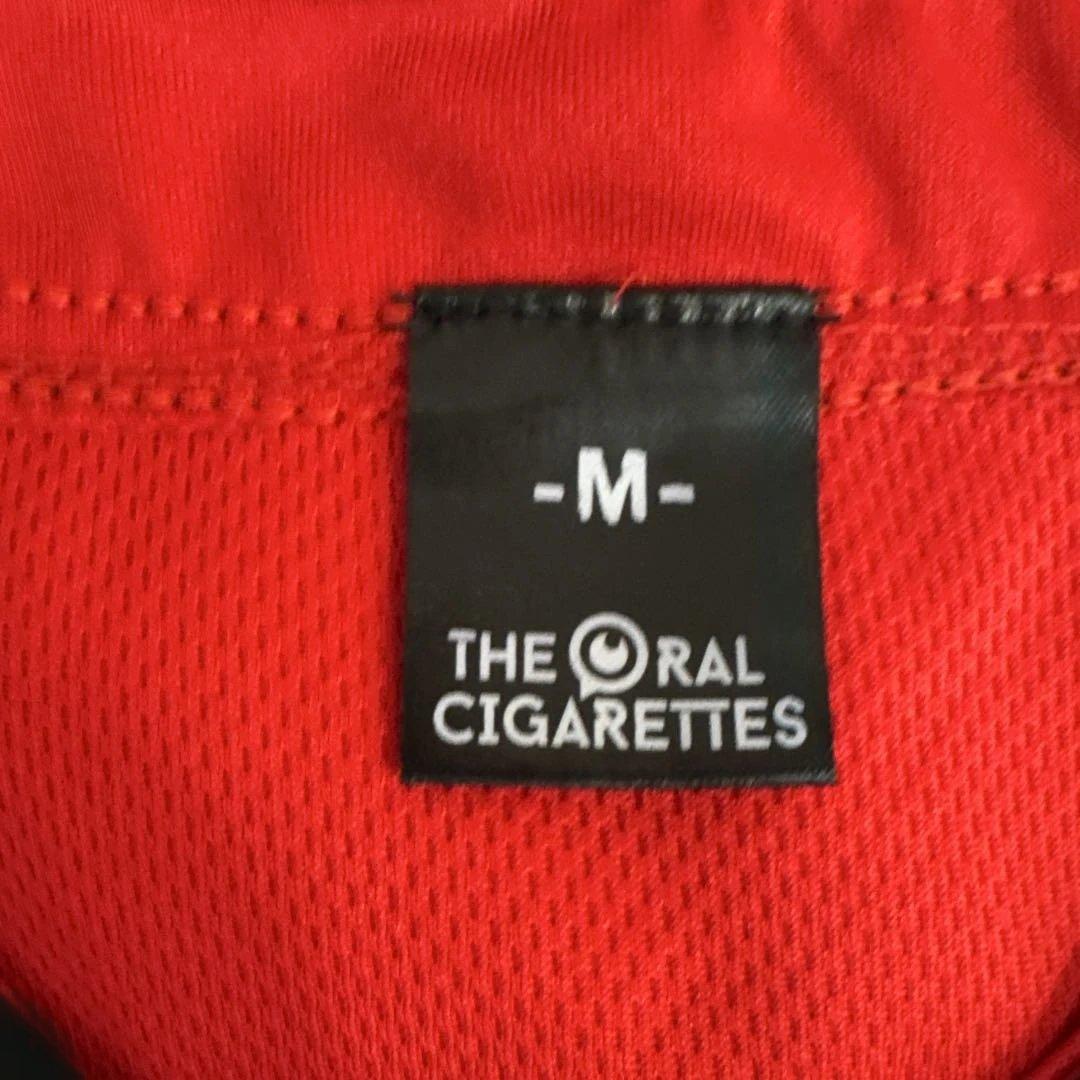 -M-
THE ORAL
CIGARETTES